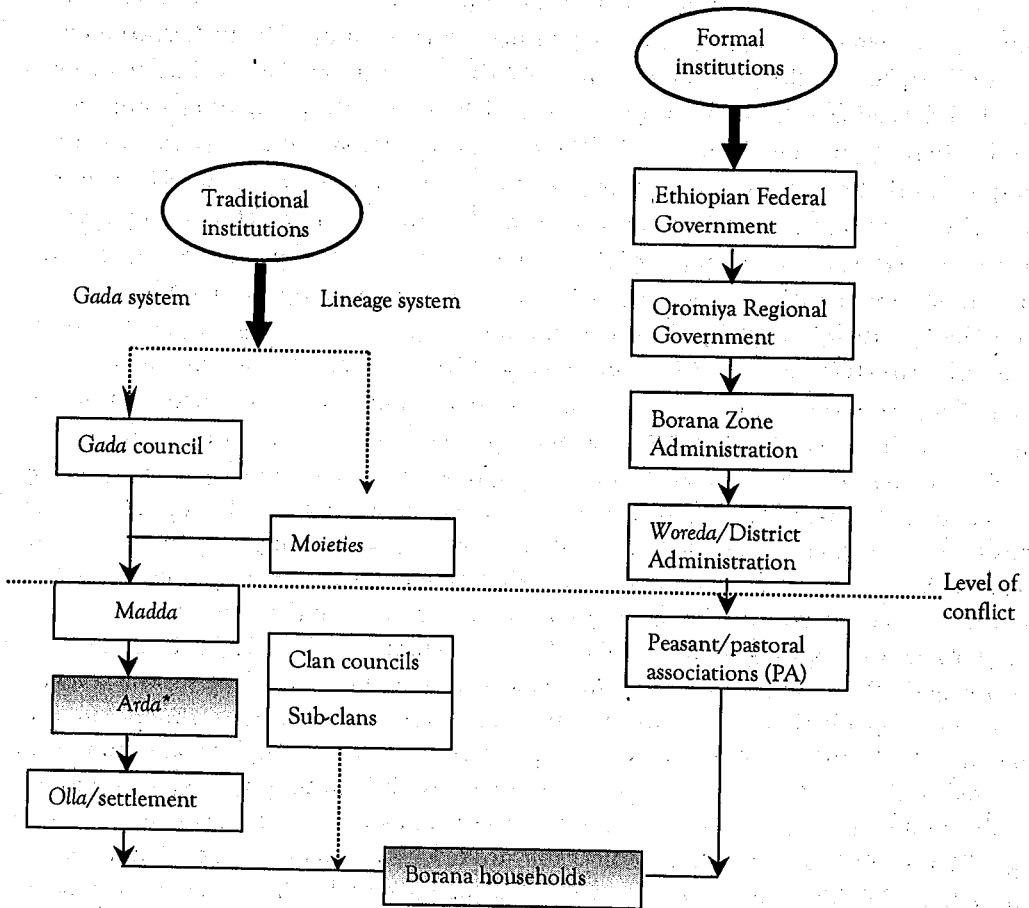 Formal
institutions
Ethiopian Federal
Government
Oromiya Regional
Government
Borana Zone
Administration
Woreda/District
Administration
Peasant/pastoral
associations (PA)
Traditional
institutions
Gada system
Lineage system
Gada council
Moieties
Level of
conflict
Madda
Arda*
Olla/settlement
Clan councils
Sub-clans
Borana households